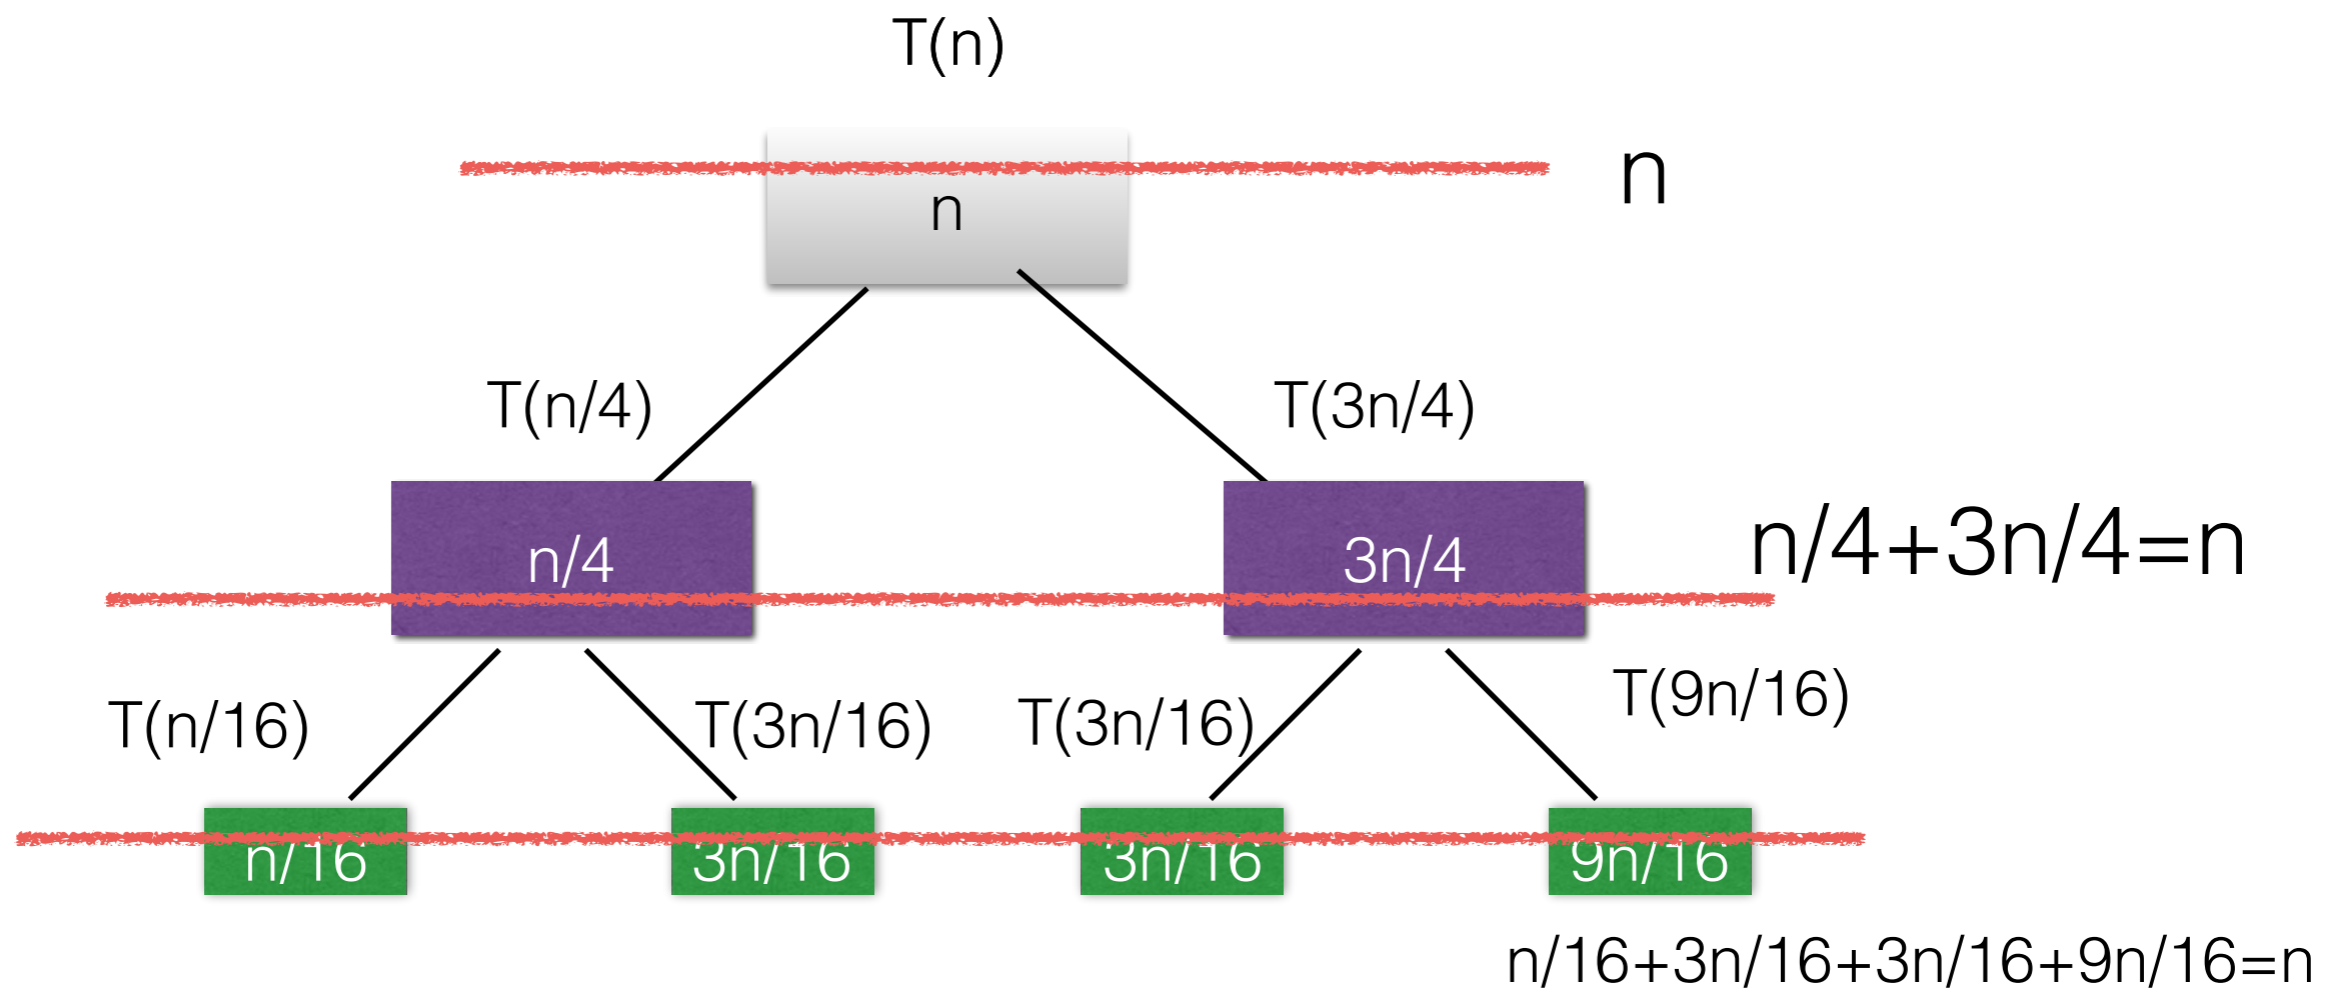 T(n)
n
n
T(n/4)
T(3n/4)
n/4
3n/4
n/4+3n/4=n
T(n/16)
T(3n/16)
T(3n/16)
T(9n/16)
n/16
3n/16
3n/16
9n/16
n/16+3n/16+3n/16+9n/16=n